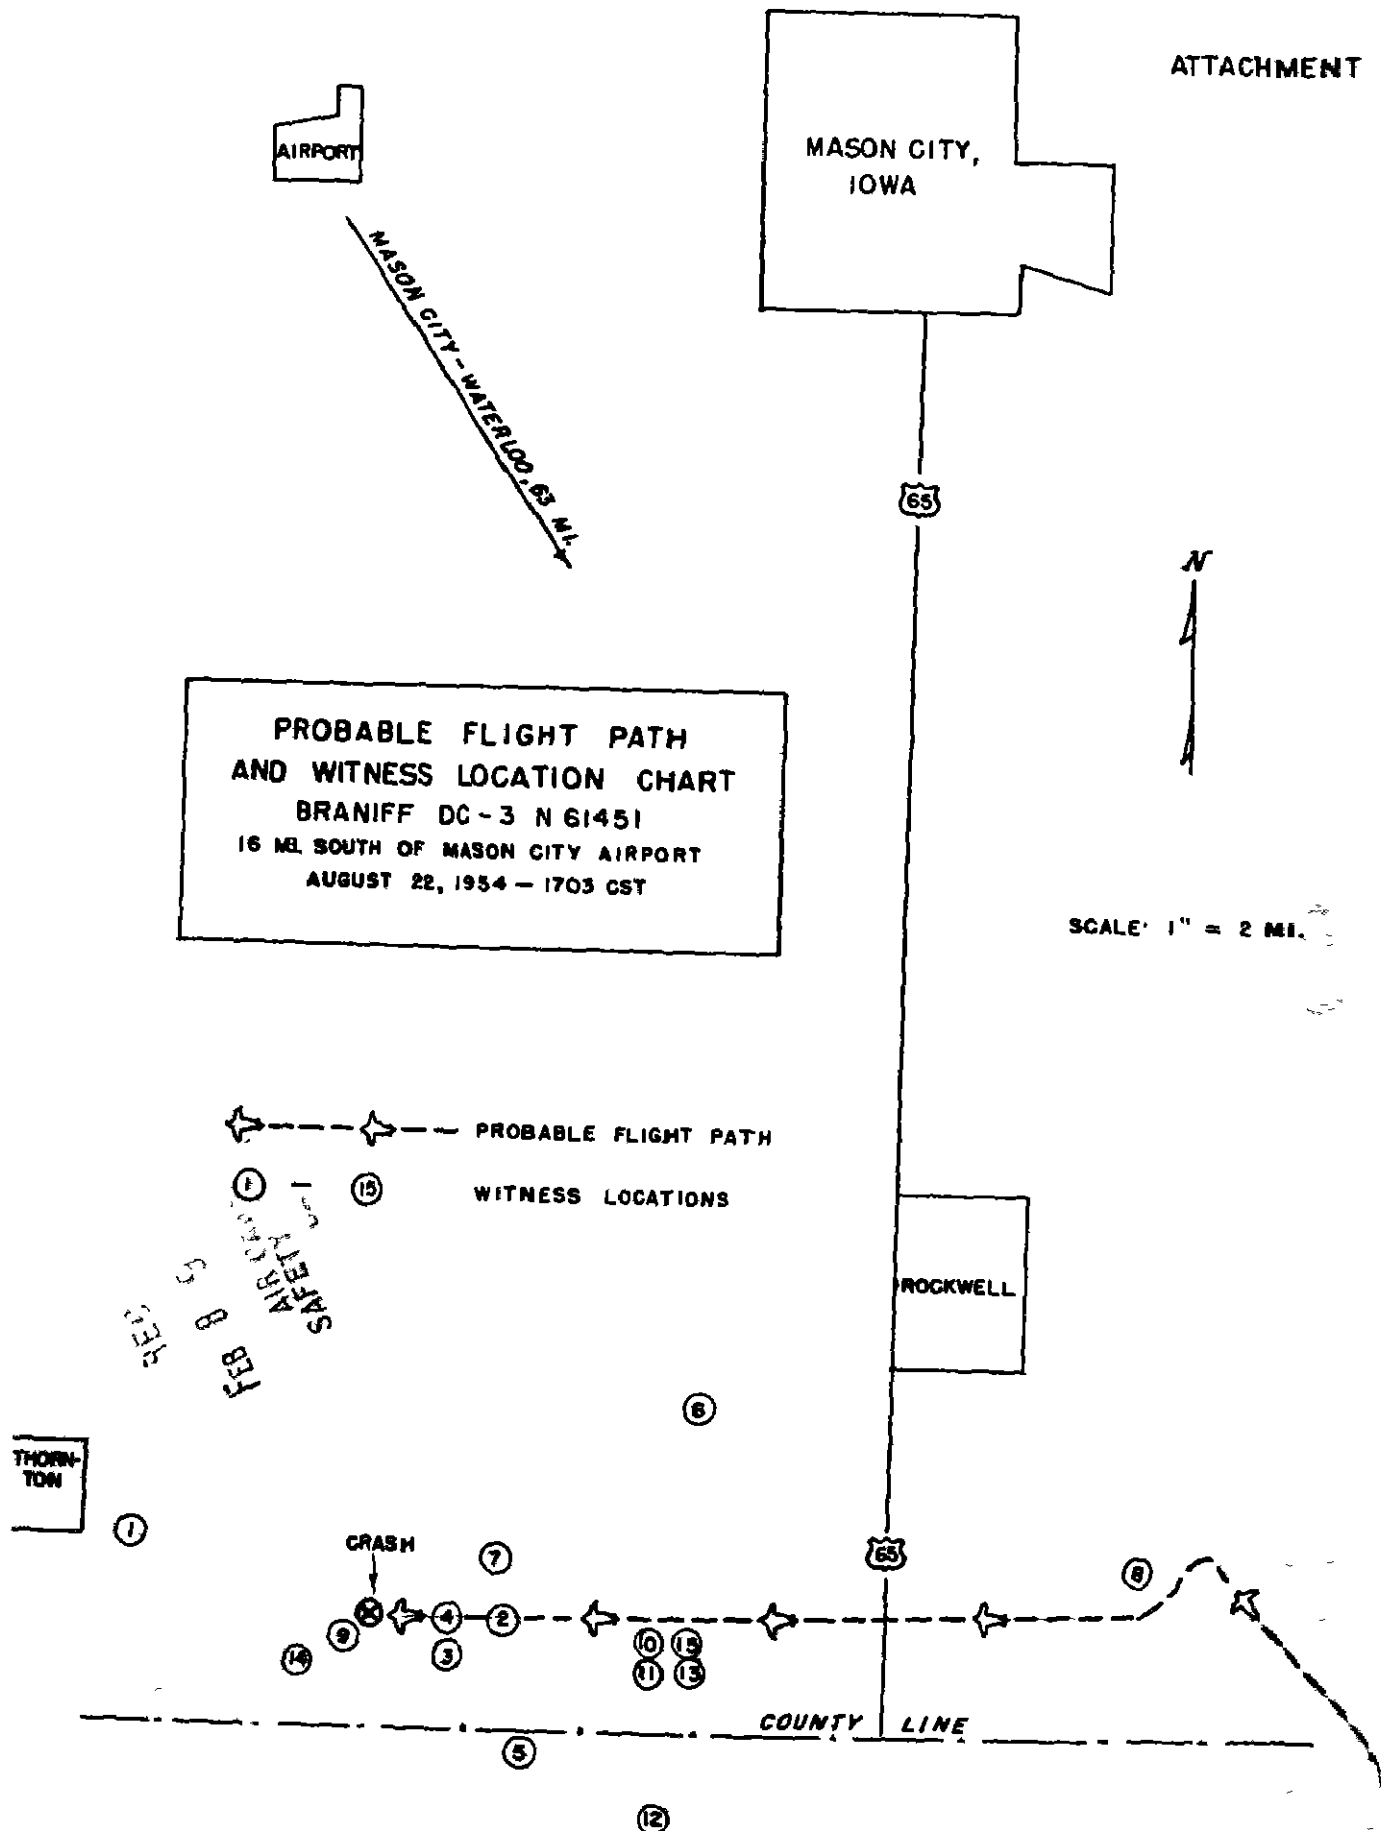 ATTACHMENT
MASON CITY,
IOWA
AIRPORT
MASON CITY - WATERLOO, 63 MI.
65
N
PROBABLE FLIGHT PATH
AND WITNESS LOCATION CHART
BRANIFF DC-3 N 61451
16 MI. SOUTH OF MASON CITY AIRPORT
AUGUST 22, 1954 — 1703 CST
SCALE: 1" = 2 MI.
PROBABLE FLIGHT PATH
1 — 15
WITNESS LOCATIONS
FEB 8
AIR
SAFETY
ROCKWELL
6
THORN-
TON
1
CRASH
7
65
8
9
4
2
14
3
10
15
11
13
COUNTY LINE
5
12